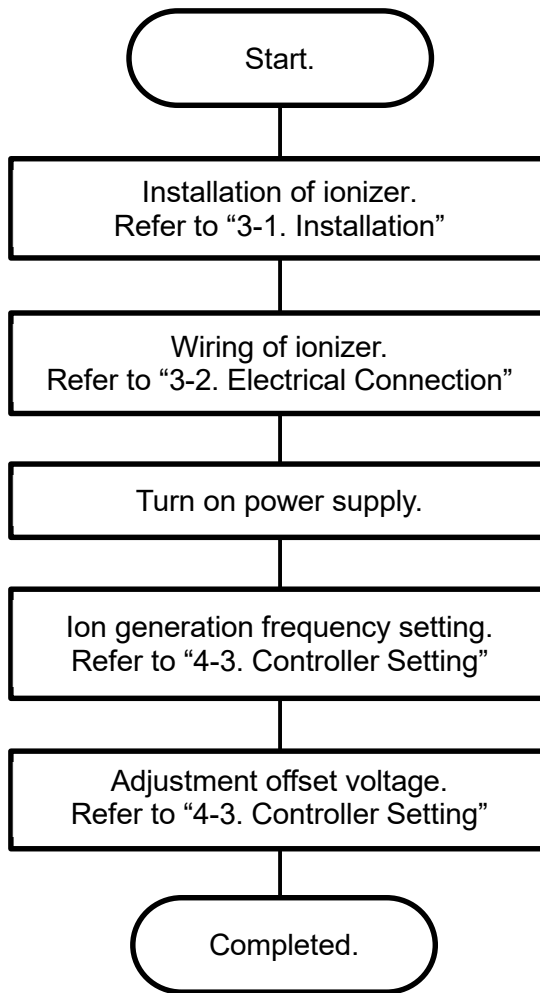 Start.
Installation of ionizer.
Refer to “3-1. Installation”
Wiring of ionizer.
Refer to “3-2. Electrical Connection”
Turn on power supply.
Ion generation frequency setting.
Refer to “4-3. Controller Setting”
Adjustment offset voltage.
Refer to “4-3. Controller Setting”
Completed.